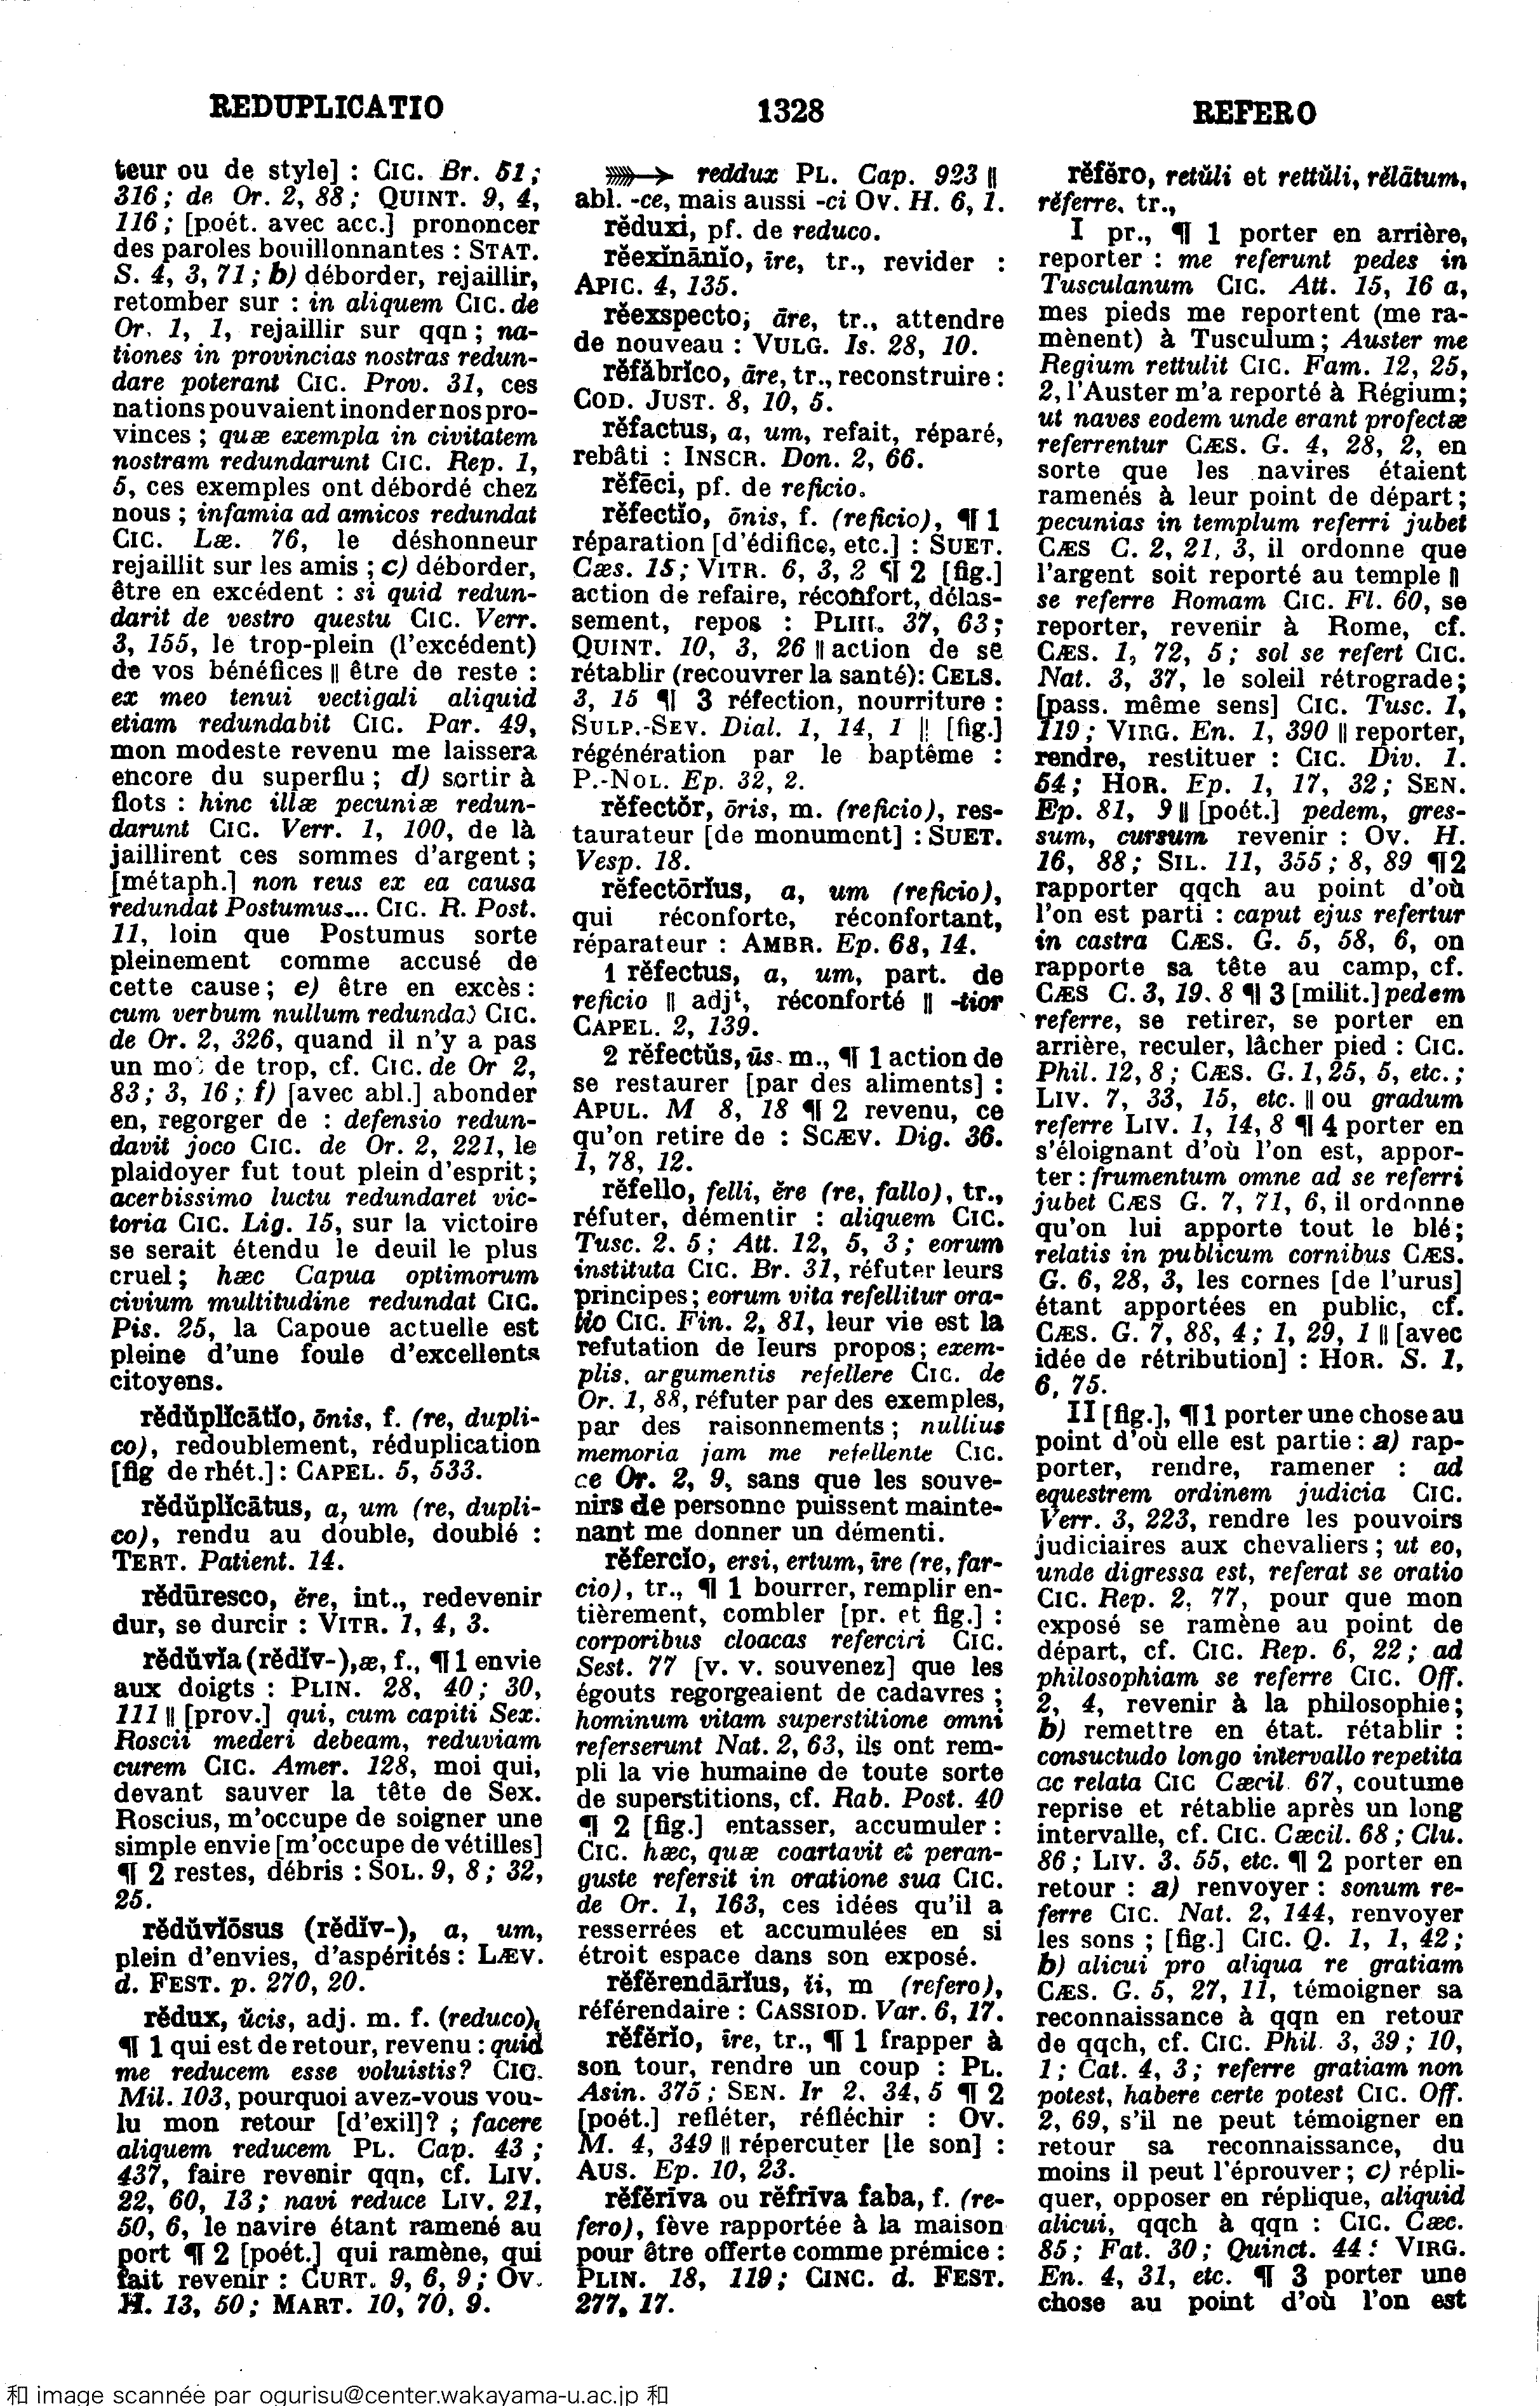 REDUPLICATIO
1328
REFERO
teur ou de style] : CIC. Br. 51;
316; de Or. 2, 88; QUINT. 9, 4,
116; [poét. avec acc.] prononcer
des paroles bouillonnantes : STAT.
S. 4, 3, 71; b) déborder, rejaillir,
retomber sur : in aliquem CIC. de
Or. 1, 1, rejaillir sur qqn; na-
tiones in provincias nostras redun-
dare poterant CIC. Prov. 31, ces
nations pouvaient inonder nos pro-
vinces; quæ exempla in civitatem
nostram redundarunt CIC. Rep. 1,
5, ces exemples ont débordé chez
nous; infamia ad amicos redundat
CIC. Læ. 76, le déshonneur
rejaillit sur les amis; c) déborder,
être en excédent : si quid redun-
darit de vestro questu CIC. Verr.
3, 155, le trop-plein (l'excédent)
de vos bénéfices || être de reste :
ex meo tenui vectigali aliquid
etiam redundabit CIC. Par. 49,
mon modeste revenu me laissera
encore du superflu; d) sortir à
flots : hinc illæ pecuniæ redun-
darunt CIC. Verr. 1, 100, de là
jaillirent ces sommes d'argent;
[métaph.] non reus ex ea causa
redundat Postumus... CIC. R. Post.
11, loin que Postumus sorte
pleinement comme accusé de
cette cause; e) être en excès:
cum verbum nullum redundat CIC.
de Or. 2, 326, quand il n'y a pas
un mot de trop, cf. CIC. de Or 2,
83; 3, 16; f) [avec abl.] abonder
en, regorger de : defensio redun-
davit joco CIC. de Or. 2, 221, le
plaidoyer fut tout plein d'esprit;
acerbissimo luctu redundaret vic-
toria CIC. Lig. 15, sur la victoire
se serait étendu le deuil le plus
cruel; hæc Capua optimorum
civium multitudine redundat CIC.
Pis. 25, la Capoue actuelle est
pleine d'une foule d'excellents
citoyens.
rĕdŭplĭcātĭo, ōnis, f. (re, dupli-
co), redoublement, réduplication
[fig de rhét.] : CAPEL. 5, 533.
rĕdŭplĭcātus, a, um (re, dupli-
co), rendu au double, doublé :
TERT. Patient. 14.
rĕdūresco, ĕre, int., redevenir
dur, se durcir : VITR. 1, 4, 3.
rĕdŭvĭa (rĕdĭv-), æ, f., ¶ 1 envie
aux doigts : PLIN. 28, 40; 30,
111 || [prov.] qui, cum capiti Sex.
Roscii mederi debeam, reduviam
curem CIC. Amer. 128, moi qui,
devant sauver la tête de Sex.
Roscius, m'occupe de soigner une
simple envie [m'occupe de vétilles]
¶ 2 restes, débris : SOL. 9, 8; 32,
25.
rĕdŭvĭōsus (rĕdĭv-), a, um,
plein d'envies, d'aspérités : LÆV.
d. FEST. p. 270, 20.
rĕdux, ŭcis, adj. m. f. (reduco),
¶ 1 qui est de retour, revenu : quid
me reducem esse voluistis? CIC.
Mil. 103, pourquoi avez-vous vou-
lu mon retour [d'exil]? ; facere
aliquem reducem PL. Cap. 43;
437, faire revenir qqn, cf. LIV.
22, 60, 13; navi reduce LIV. 21,
50, 6, le navire étant ramené au
port ¶ 2 [poét.] qui ramène, qui
fait revenir : CURT. 9, 6, 9; OV.
H. 13, 50; MART. 10, 70, 9.
➳ reddux PL. Cap. 923 ||
abl. -ce, mais aussi -ci OV. H. 6, 1.
rĕduxi, pf. de reduco.
rĕexĭnānĭo, īre, tr., revider :
APIC. 4, 135.
rĕexspecto; āre, tr., attendre
de nouveau : VULG. Is. 28, 10.
rĕfăbrĭco, āre, tr., reconstruire :
COD. JUST. 8, 10, 5.
rĕfactus, a, um, refait, réparé,
rebâti : INSCR. Don. 2, 66.
rĕfēci, pf. de reficio.
rĕfectĭo, ōnis, f. (reficio), ¶ 1
réparation [d'édifice, etc.] : SUET.
Cæs. 15; VITR. 6, 3, 2 ¶ 2 [fig.]
action de refaire, réconfort, délas-
sement, repos : PLIN. 37, 63;
QUINT. 10, 3, 26 || action de se
rétablir (recouvrer la santé): CELS.
3, 15 ¶ 3 réfection, nourriture :
SULP.-SEV. Dial. 1, 14, 1 || [fig.]
régénération par le baptême :
P.-NOL. Ep. 32, 2.
rĕfectŏr, ōris, m. (reficio), res-
taurateur [de monument] : SUET.
Vesp. 18.
rĕfectōrĭus, a, um (reficio),
qui réconforte, réconfortant,
réparateur : AMBR. Ep. 68, 14.
1 rĕfectus, a, um, part. de
reficio || adjᵗ, réconforté || -tior
CAPEL. 2, 139.
2 rĕfectŭs, ūs. m., ¶ 1 action de
se restaurer [par des aliments] :
APUL. M 8, 18 ¶ 2 revenu, ce
qu'on retire de : SCÆV. Dig. 36.
1, 78, 12.
rĕfello, felli, ĕre (re, fallo), tr.,
réfuter, démentir : aliquem CIC.
Tusc. 2. 5; Att. 12, 5, 3; eorum
instituta CIC. Br. 31, réfuter leurs
principes; eorum vita refellitur ora-
tio CIC. Fin. 2, 81, leur vie est la
refutation de leurs propos; exem-
plis, argumentis refellere CIC. de
Or. 1, 88, réfuter par des exemples,
par des raisonnements; nullius
memoria jam me refellente CIC.
ce Or. 2, 9, sans que les souve-
nirs de personne puissent mainte-
nant me donner un démenti.
rĕfercĭo, ersi, ertum, īre (re, far-
cio), tr., ¶ 1 bourrer, remplir en-
tièrement, combler [pr. et fig.] :
corporibus cloacas referciri CIC.
Sest. 77 [v. v. souvenez] que les
égouts regorgeaient de cadavres;
hominum vitam superstitione omni
referserunt Nat. 2, 63, ils ont rem-
pli la vie humaine de toute sorte
de superstitions, cf. Rab. Post. 40
¶ 2 [fig.] entasser, accumuler :
CIC. hæc, quæ coartavit et peran-
guste refersit in oratione sua CIC.
de Or. 1, 163, ces idées qu'il a
resserrées et accumulées en si
étroit espace dans son exposé.
rĕfĕrendārĭus, ĭi, m (refero),
référendaire : CASSIOD. Var. 6, 17.
rĕfĕrĭo, īre, tr., ¶ 1 frapper à
son tour, rendre un coup : PL.
Asin. 375; SEN. Ir 2, 34, 5 ¶ 2
[poét.] refléter, réfléchir : OV.
M. 4, 349 || répercuter [le son] :
AUS. Ep. 10, 23.
rĕfĕrīva ou rĕfrīva faba, f. (re-
fero), fève rapportée à la maison
pour être offerte comme prémice :
PLIN. 18, 119; CINC. d. FEST.
277, 17.
rĕfĕro, retŭli et rettŭli, rĕlātum,
rĕferre. tr.,
I pr., ¶ 1 porter en arrière,
reporter : me referunt pedes in
Tusculanum CIC. Att. 15, 16 a,
mes pieds me reportent (me ra-
mènent) à Tusculum; Auster me
Regium rettulit CIC. Fam. 12, 25,
2, l'Auster m'a reporté à Régium;
ut naves eodem unde erant profectæ
referrentur CÆS. G. 4, 28, 2, en
sorte que les navires étaient
ramenés à leur point de départ;
pecunias in templum referri jubet
CÆS C. 2, 21, 3, il ordonne que
l'argent soit reporté au temple ||
se referre Romam CIC. Fl. 60, se
reporter, revenir à Rome, cf.
CÆS. 1, 72, 5; sol se refert CIC.
Nat. 3, 37, le soleil rétrograde;
[pass. même sens] CIC. Tusc. 1,
119; VIRG. En. 1, 390 || reporter,
rendre, restituer : CIC. Div. 1.
54; HOR. Ep. 1, 17, 32; SEN.
Ep. 81, 9 || [poét.] pedem, gres-
sum, cursum revenir : OV. H.
16, 88; SIL. 11, 355; 8, 89 ¶ 2
rapporter qqch au point d'où
l'on est parti : caput ejus refertur
in castra CÆS. G. 5, 58, 6, on
rapporte sa tête au camp, cf.
CÆS C. 3, 19. 8 ¶ 3 [milit.] pedem
referre, se retirer, se porter en
arrière, reculer, lâcher pied : CIC.
Phil. 12, 8; CÆS. G. 1, 25, 5, etc.;
LIV. 7, 33, 15, etc. || ou gradum
referre LIV. 1, 14, 8 ¶ 4 porter en
s'éloignant d'où l'on est, appor-
ter : frumentum omne ad se referri
jubet CÆS G. 7, 71, 6, il ordonne
qu'on lui apporte tout le blé;
relatis in publicum cornibus CÆS.
G. 6, 28, 3, les cornes [de l'urus]
étant apportées en public, cf.
CÆS. G. 7, 88, 4; 1, 29, 1 || [avec
idée de rétribution] : HOR. S. 1,
6, 75.
II [fig.], ¶ 1 porter une chose au
point d'où elle est partie : a) rap-
porter, rendre, ramener : ad
equestrem ordinem judicia CIC.
Verr. 3, 223, rendre les pouvoirs
judiciaires aux chevaliers; ut eo,
unde digressa est, referat se oratio
CIC. Rep. 2, 77, pour que mon
exposé se ramène au point de
départ, cf. CIC. Rep. 6, 22; ad
philosophiam se referre CIC. Off.
2, 4, revenir à la philosophie;
b) remettre en état. rétablir :
consuetudo longo intervallo repetita
ac relata CIC Cæcil. 67, coutume
reprise et rétablie après un long
intervalle, cf. CIC. Cæcil. 68; Clu.
86; LIV. 3. 55, etc. ¶ 2 porter en
retour : a) renvoyer : sonum re-
ferre CIC. Nat. 2, 144, renvoyer
les sons; [fig.] CIC. Q. 1, 1, 42;
b) alicui pro aliqua re gratiam
CÆS. G. 5, 27, 11, témoigner sa
reconnaissance à qqn en retour
de qqch, cf. CIC. Phil. 3, 39; 10,
1; Cat. 4, 3; referre gratiam non
potest, habere certe potest CIC. Off.
2, 69, s'il ne peut témoigner en
retour sa reconnaissance, du
moins il peut l'éprouver; c) répli-
quer, opposer en réplique, aliquid
alicui, qqch à qqn : CIC. Cæc.
85; Fat. 30; Quinct. 44; VIRG.
En. 4, 31, etc. ¶ 3 porter une
chose au point d'où l'on est
和 image scannée par ogurisu@center.wakayama-u.ac.jp 和